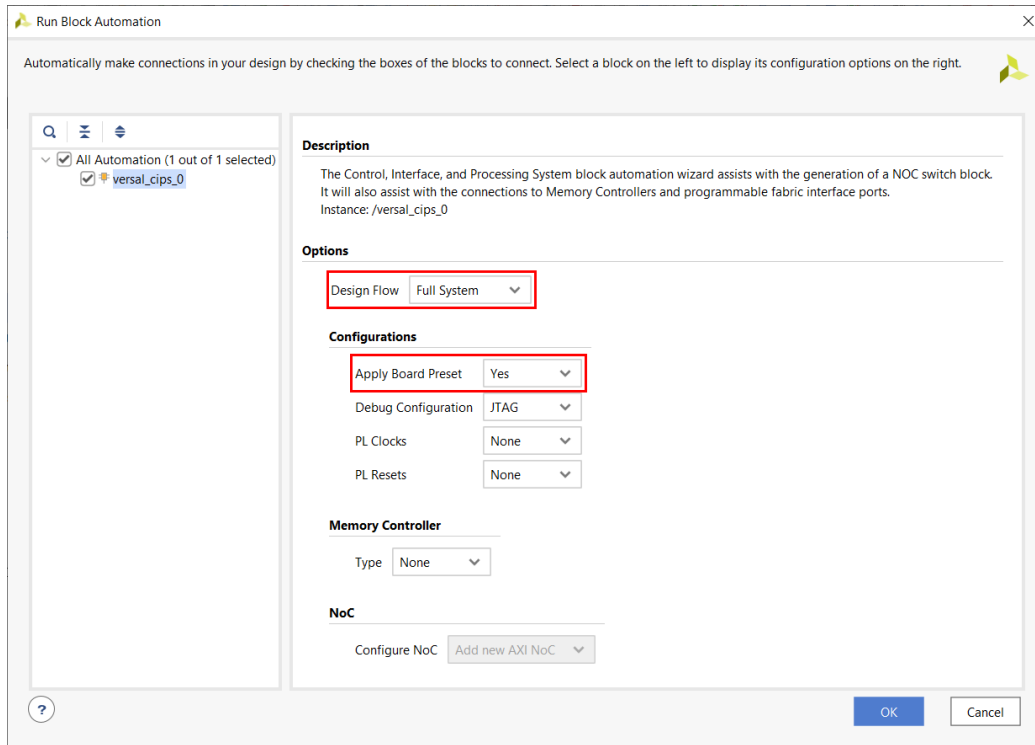 Run Block Automation
Automatically make connections in your design by checking the boxes of the blocks to connect. Select a block on the left to display its configuration options on the right.
All Automation (1 out of 1 selected)
versal_cips_0
Description
The Control, Interface, and Processing System block automation wizard assists with the generation of a NOC switch block.
It will also assist with the connections to Memory Controllers and programmable fabric interface ports.
Instance: /versal_cips_0
Options
Design Flow Full System
Configurations
Apply Board Preset Yes
Debug Configuration JTAG
PL Clocks None
PL Resets None
Memory Controller
Type None
NoC
Configure NoC Add new AXI NoC
?
OK Cancel